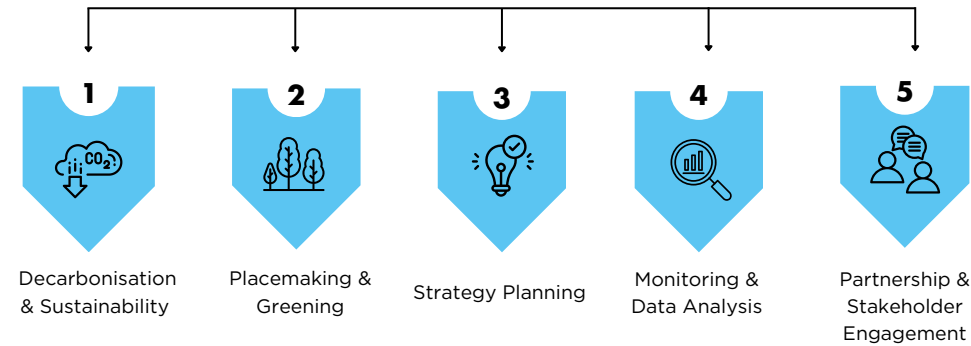 1
2
3
4
5
CO2
Decarbonisation
& Sustainability
Placemaking &
Greening
Strategy Planning
Monitoring &
Data Analysis
Partnership &
Stakeholder
Engagement